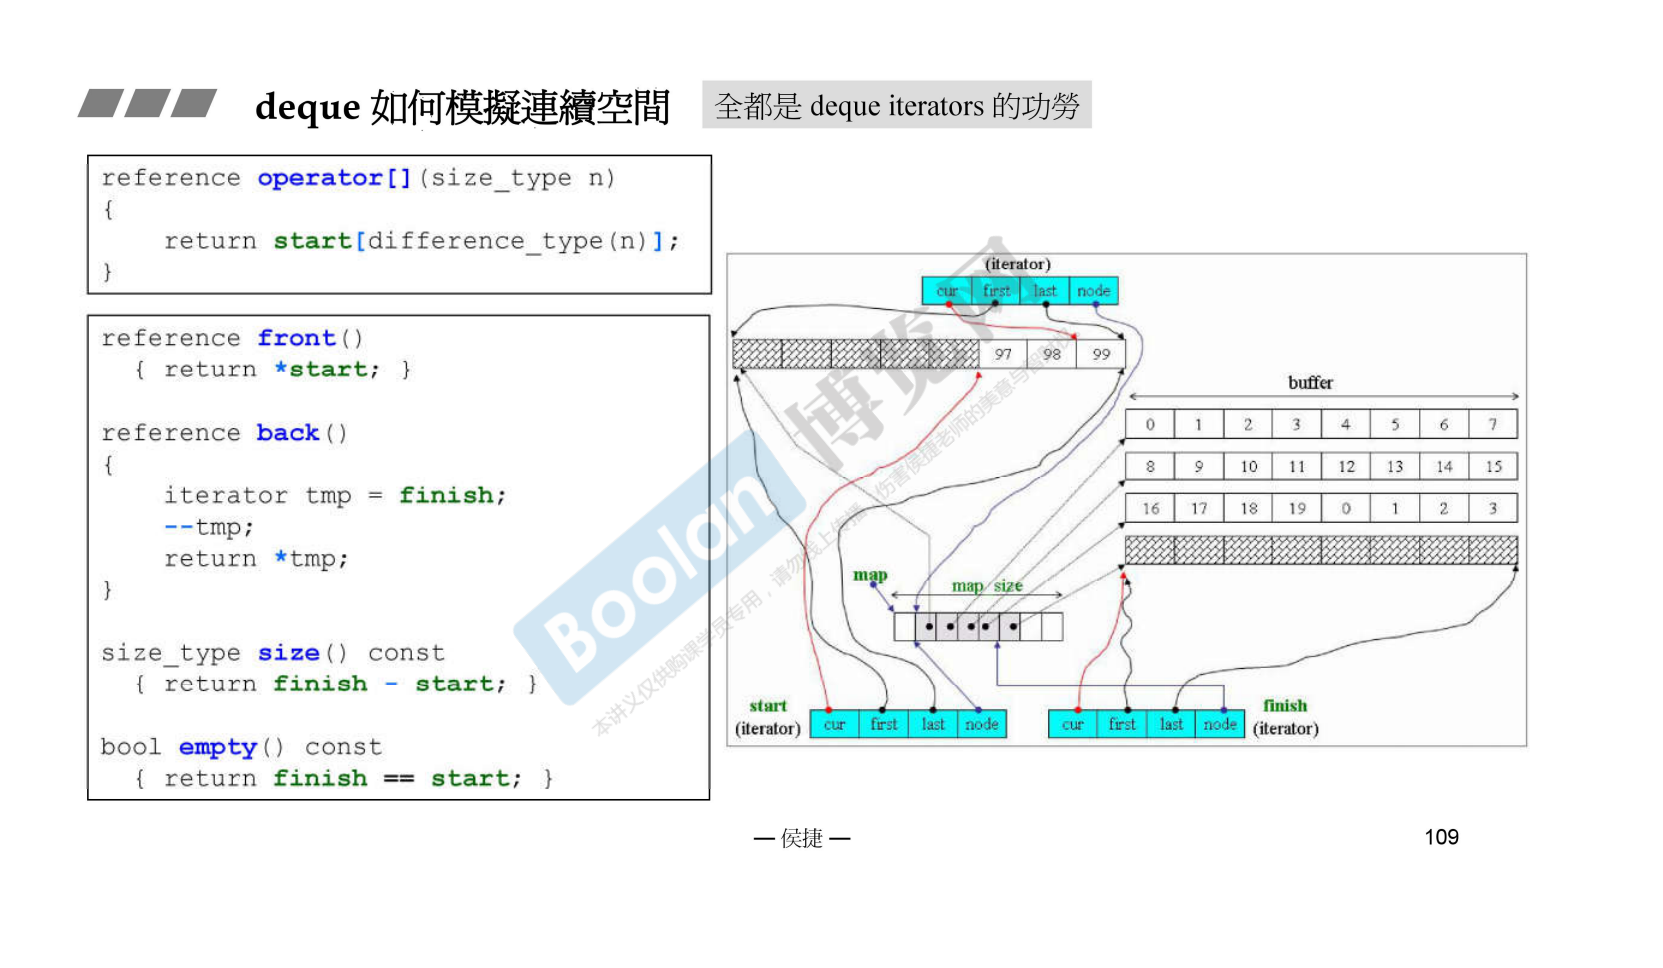 deque 如何模擬連續空間 全都是 deque iterators 的功勞
reference operator[](size_type n)
{
return start[difference_type(n)];
}
reference front()
{ return *start; }
reference back()
{
iterator tmp = finish;
--tmp;
return *tmp;
}
size_type size() const
{ return finish - start; }
bool empty() const
{ return finish == start; }
(iterator)
cur first last node
97 98 99
buffer
0 1 2 3 4 5 6 7
8 9 10 11 12 13 14 15
16 17 18 19 0 1 2 3
map
map size
start
(iterator)
cur first last node
cur first last node
finish
(iterator)
Boolan 博览网
本讲义仅供购课学员专用，请勿线上传播，伤害侯捷老师的美意与智财权
— 侯捷 —
109